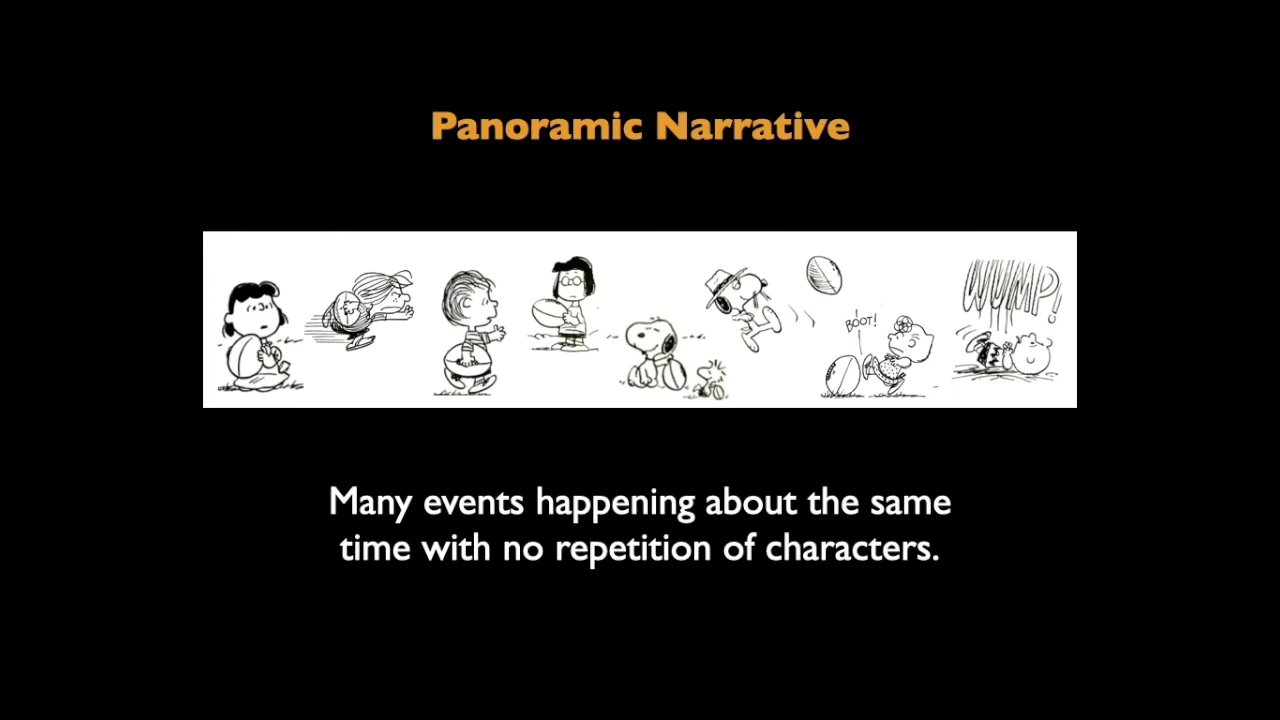 Panoramic Narrative
WUMP!
BOOT!
Many events happening about the same
time with no repetition of characters.